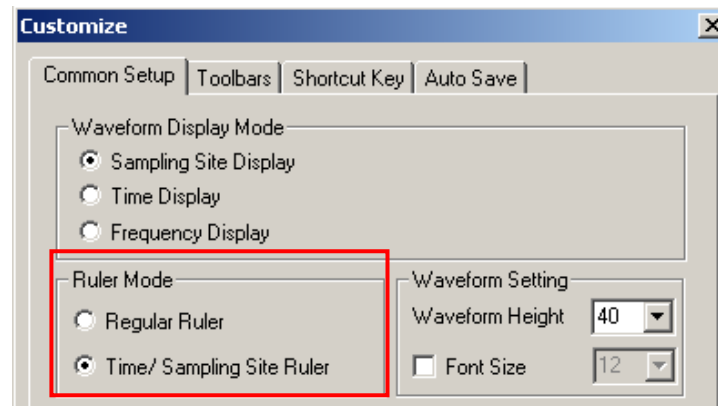 Customize
Common Setup Toolbars Shortcut Key Auto Save
Waveform Display Mode
Sampling Site Display
Time Display
Frequency Display
Ruler Mode
Regular Ruler
Time/ Sampling Site Ruler
Waveform Setting
Waveform Height 40
Font Size 12